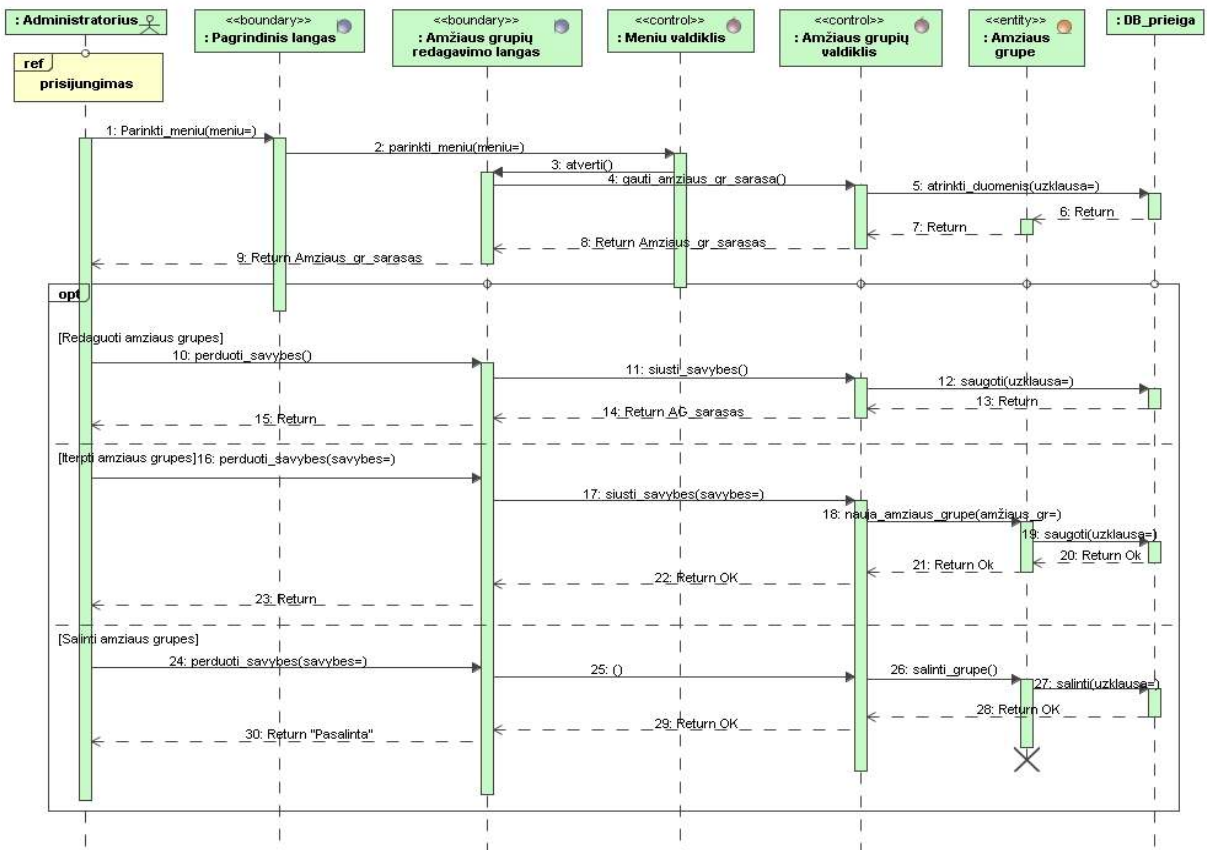 : Administratorius
<<boundary>>
: Pagrindinis langas
<<boundary>>
: Amžiaus grupių
redagavimo langas
<<control>>
: Meniu valdiklis
<<control>>
: Amžiaus grupių
valdiklis
<<entity>>
: Amziaus
grupe
: DB_prieiga
ref
prisijungimas
1: Parinkti_meniu(meniu=)
2: parinkti_meniu(meniu=)
3: atverti()
4: gauti_amziaus_gr_sarasa()
5: atrinkti_duomenis(uzklausa=)
6: Return
7: Return
8: Return Amziaus_gr_sarasas
9: Return Amziaus_gr_sarasas
opt
[Redaguoti amziaus grupes]
10: perduoti_savybes()
11: siusti_savybes()
12: saugoti(uzklausa=)
13: Return
14: Return AG_sarasas
15: Return
[Iterpti amziaus grupes]
16: perduoti_savybes(savybes=)
17: siusti_savybes(savybes=)
18: nauja_amziaus_grupe(amžiaus_gr=)
19: saugoti(uzklausa=)
20: Return Ok
21: Return Ok
22: Return OK
23: Return
[Salinti amziaus grupes]
24: perduoti_savybes(savybes=)
25: ()
26: salinti_grupe()
27: salinti(uzklausa=)
28: Return OK
29: Return OK
30: Return "Pasalinta"